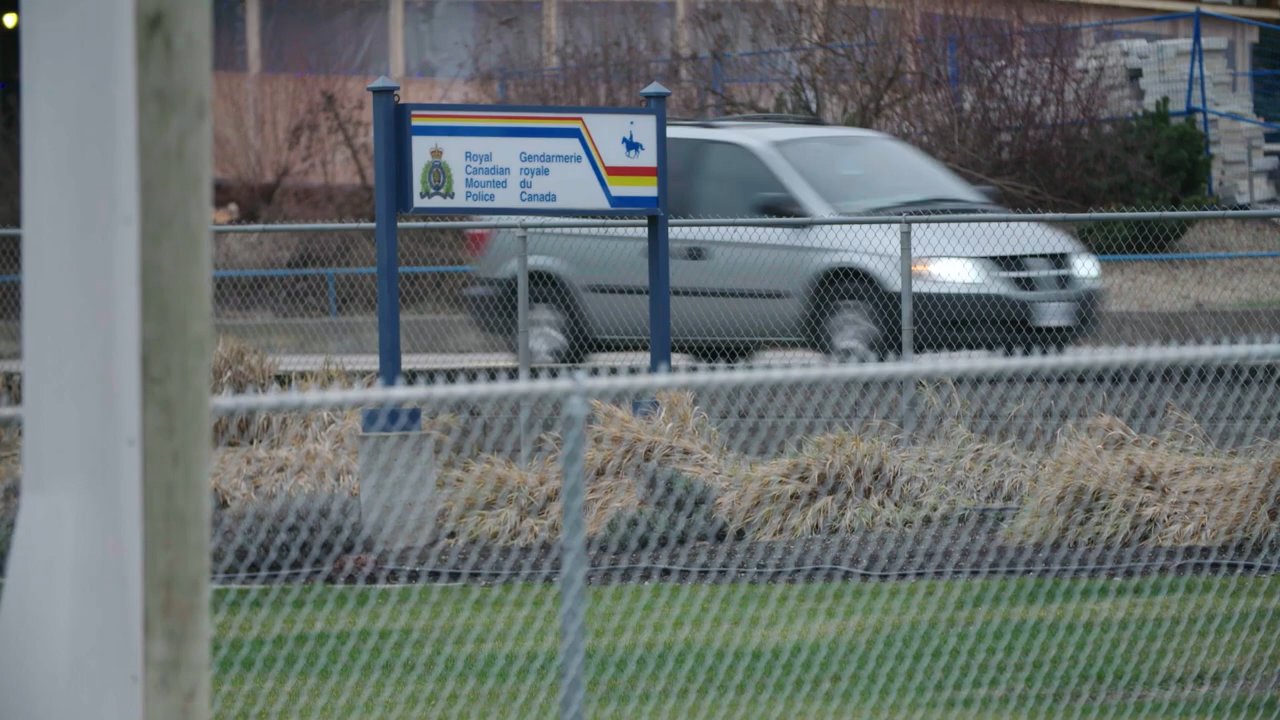 Royal
Canadian
Mounted
Police
Gendarmerie
royale
du
Canada